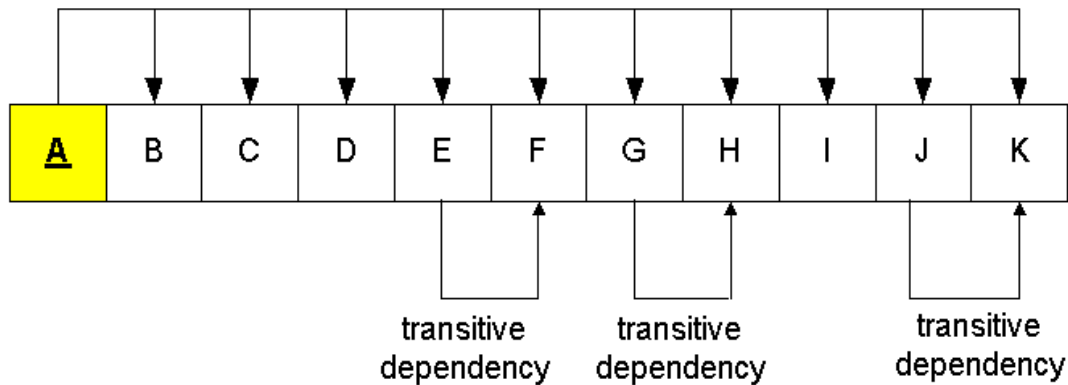 A B C D E F G H I J K
transitive transitive transitive
dependency dependency dependency